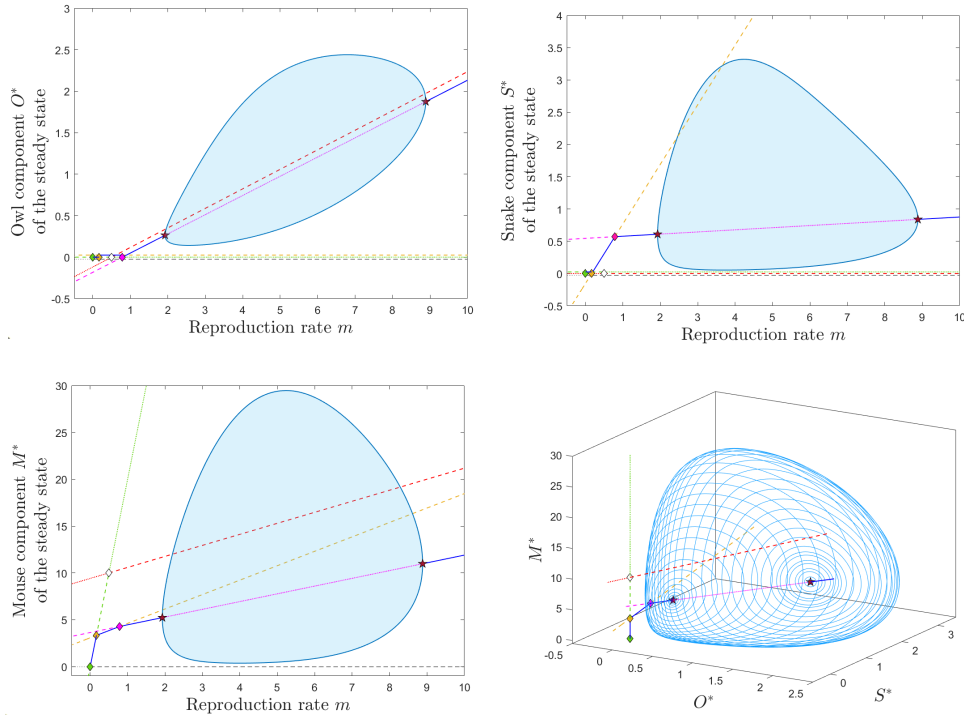 3
2.5
2
1.5
1
0.5
0
-0.5
0 1 2 3 4 5 6 7 8 9 10
Owl component O*
of the steady state
Reproduction rate m
4
3.5
3
2.5
2
1.5
1
0.5
0
-0.5
0 1 2 3 4 5 6 7 8 9 10
Snake component S*
of the steady state
Reproduction rate m
30
25
20
15
10
5
0
0 1 2 3 4 5 6 7 8 9 10
Mouse component M*
of the steady state
Reproduction rate m
30
25
20
15
10
5
0
M*
-0.5 0 0.5 1 1.5 2 2.5
O*
0 1 2 3
S*